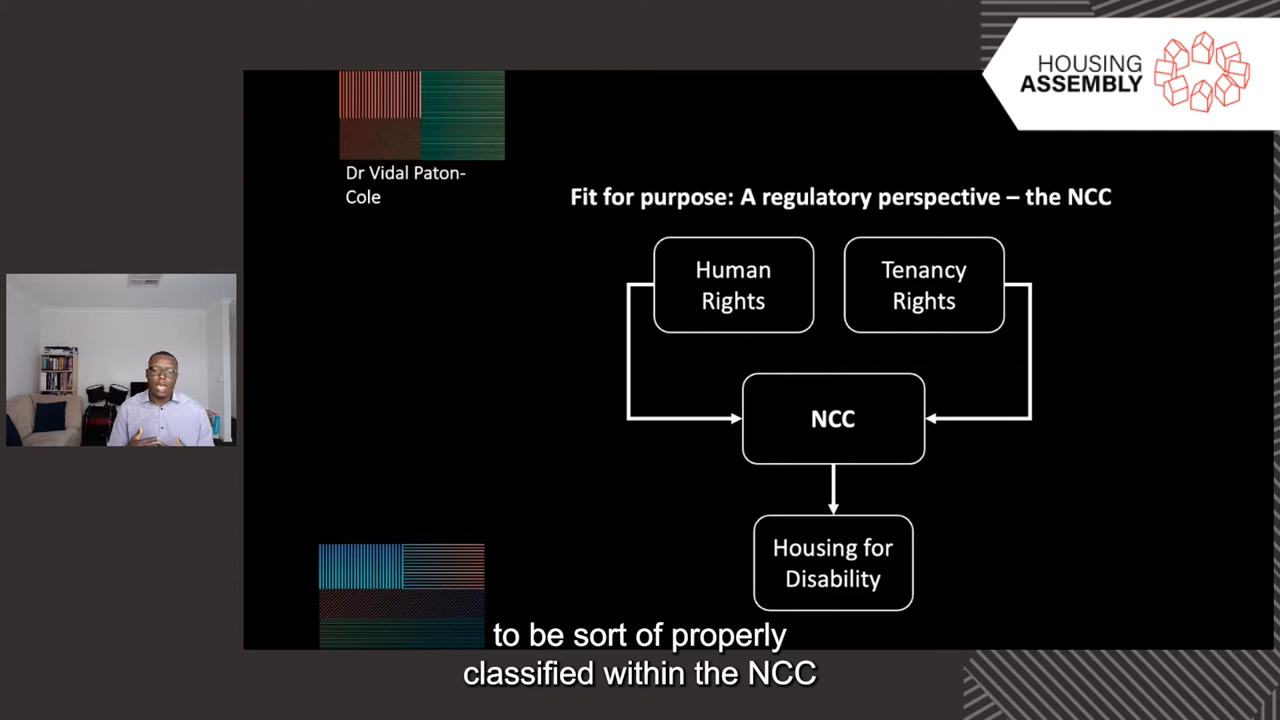 HOUSING
ASSEMBLY
Dr Vidal Paton-
Cole
Fit for purpose: A regulatory perspective – the NCC
Human
Rights
Tenancy
Rights
NCC
Housing for
Disability
to be sort of properly
classified within the NCC